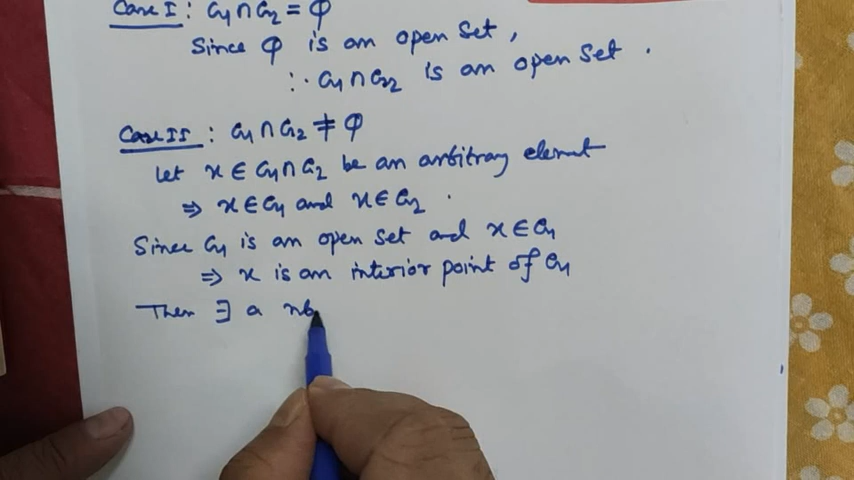 Case I : G₁ ∩ G₂ = φ
Since φ is an open set,
∴ G₁ ∩ G₂ is an open set.
Case II : G₁ ∩ G₂ ≠ φ
Let x ∈ G₁ ∩ G₂ be an arbitrary element
⇒ x ∈ G₁ and x ∈ G₂.
Since G₁ is an open set and x ∈ G₁
⇒ x is an interior point of G₁
Then ∃ a nb